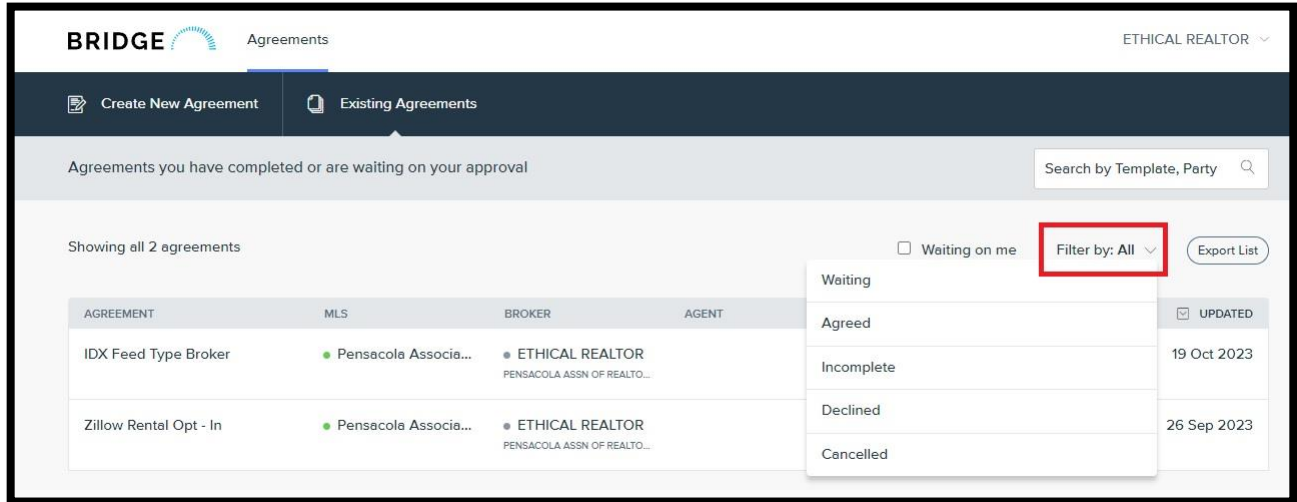 BRIDGE Agreements ETHICAL REALTOR
Create New Agreement Existing Agreements
Agreements you have completed or are waiting on your approval Search by Template, Party
Showing all 2 agreements Waiting on me Filter by: All Export List
Waiting
Agreed
Incomplete
Declined
Cancelled
AGREEMENT MLS BROKER AGENT UPDATED
IDX Feed Type Broker Pensacola Associa... ETHICAL REALTOR 19 Oct 2023
PENSACOLA ASSN OF REALTO...
Zillow Rental Opt - In Pensacola Associa... ETHICAL REALTOR 26 Sep 2023
PENSACOLA ASSN OF REALTO...